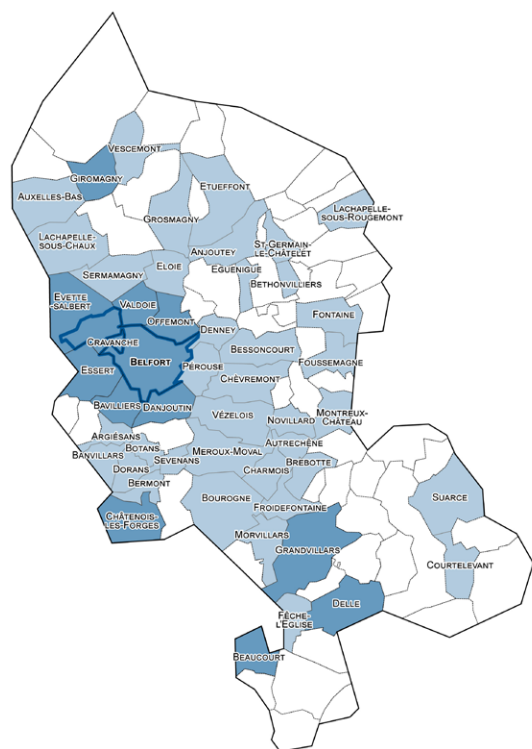 VESCEMONT
GIROMAGNY
ETUEFFONT
AUXELLES-BAS
LACHAPELLE-
SOUS-ROUGEMONT
GROSMAGNY
LACHAPELLE-
SOUS-CHAUX
ST-GERMAIN-
LE-CHÂTELET
ANJOUTEY
ELOIE
EGUENIGUE
SERMAMAGNY
BETHONVILLIERS
EVETTE
-SALBERT
VALDOIE
OFFEMONT
FONTAINE
DENNEY
CRAVANCHE
BESSONCOURT
BELFORT
PÉROUSE
FOUSSEMAGNE
ESSERT
CHÈVREMONT
BAVILLIERS
DANJOUTIN
VÉZELOIS
NOVILLARD
MONTREUX-
CHÂTEAU
ARGIÉSANS
BOTANS
AUTRECHÊNE
BANVILLARS
SEVENANS
MEROUX-MOVAL
BREBOTTE
DORANS
CHARMOIS
BERMONT
BOUROGNE
SUARCE
FROIDEFONTAINE
CHÂTENOIS-
LES-FORGES
MORVILLARS
GRANDVILLARS
COURTELEVANT
DELLE
FÊCHE-
L'EGLISE
BEAUCOURT